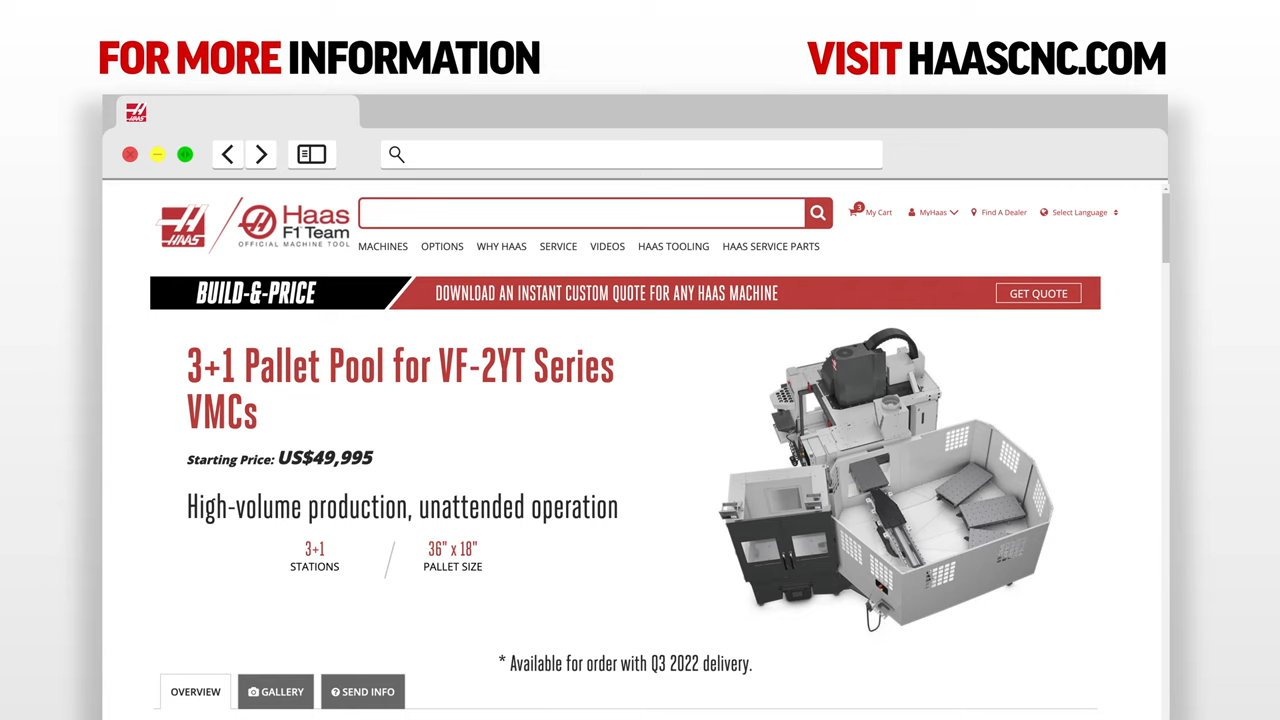 FOR MORE INFORMATION
VISIT HAASCNC.COM
HAAS
HAAS
Haas
F1 Team
OFFICIAL MACHINE TOOL
3 My Cart
MyHaas
Find A Dealer
Select Language
MACHINES OPTIONS WHY HAAS SERVICE VIDEOS HAAS TOOLING HAAS SERVICE PARTS
BUILD-&-PRICE DOWNLOAD AN INSTANT CUSTOM QUOTE FOR ANY HAAS MACHINE GET QUOTE
3+1 Pallet Pool for VF-2YT Series
VMCs
Starting Price: US$49,995
High-volume production, unattended operation
3+1
STATIONS
36" x 18"
PALLET SIZE
* Available for order with Q3 2022 delivery.
OVERVIEW GALLERY SEND INFO